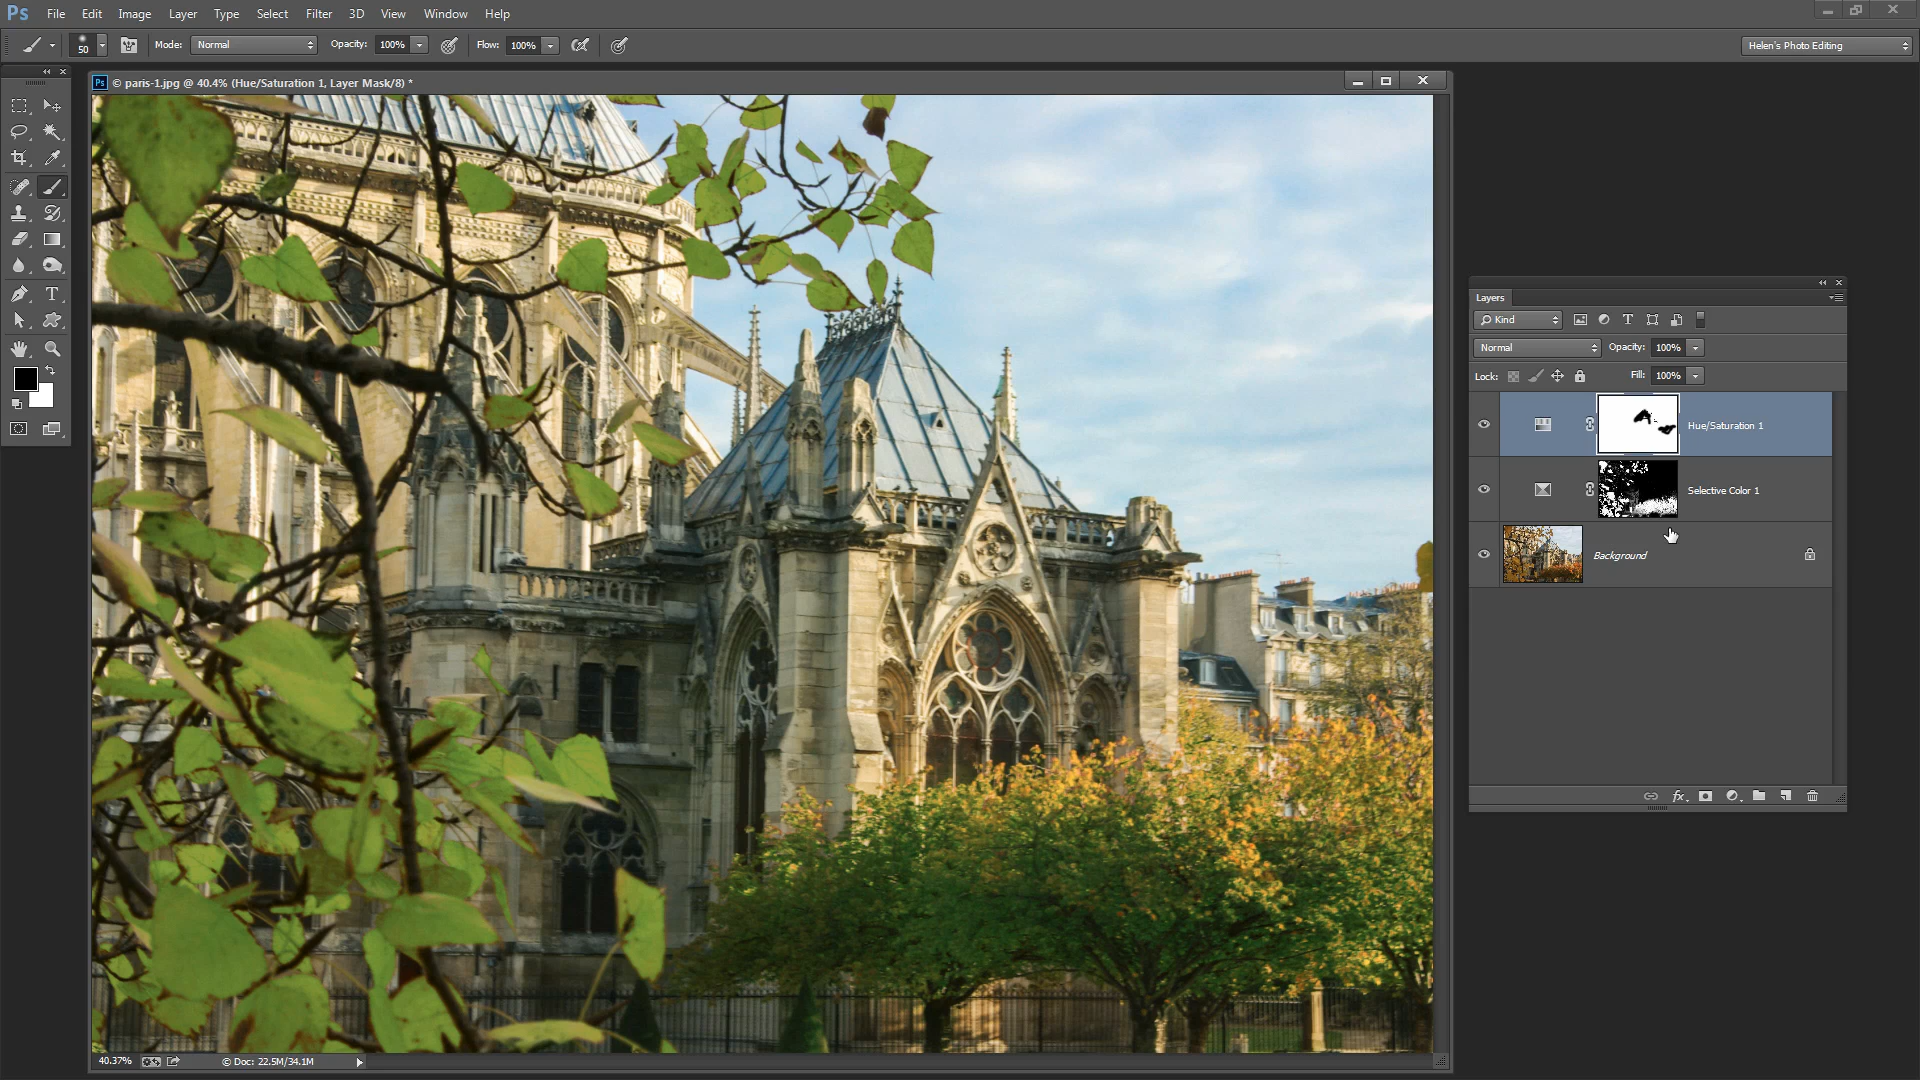 Ps File Edit Image Layer Type Select Filter 3D View Window Help
50 Mode: Normal Opacity: 100% Flow: 100% Helen's Photo Editing
Ps © paris-1.jpg @ 40.4% (Hue/Saturation 1, Layer Mask/8) *
Layers
Kind
Normal Opacity: 100%
Lock: Fill: 100%
Hue/Saturation 1
Selective Color 1
Background
fx
40.37% © Doc: 22.5M/34.1M